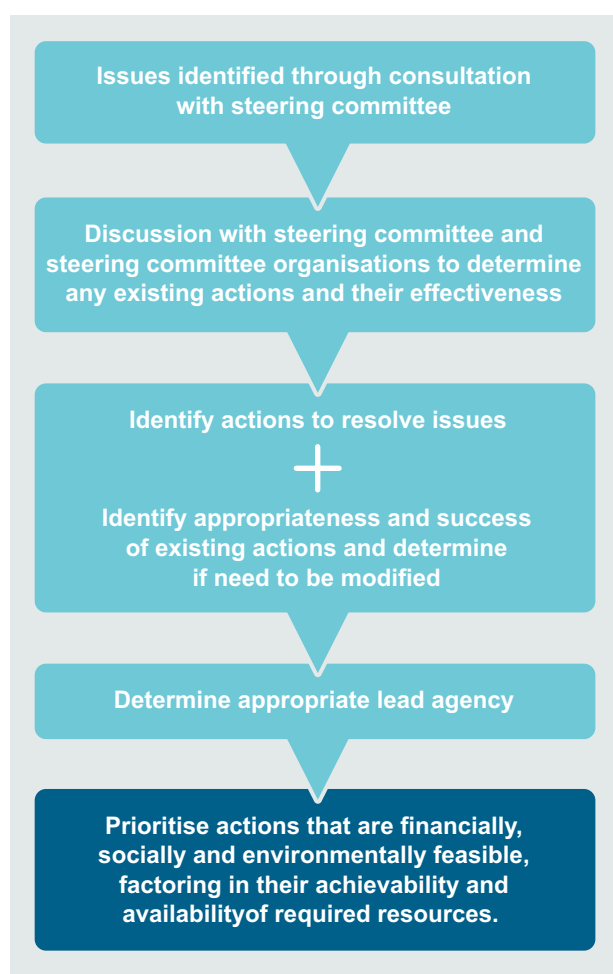 Issues identified through consultation
with steering committee
Discussion with steering committee and
steering committee organisations to determine
any existing actions and their effectiveness
Identify actions to resolve issues
+
Identify appropriateness and success
of existing actions and determine
if need to be modified
Determine appropriate lead agency
Prioritise actions that are financially,
socially and environmentally feasible,
factoring in their achievability and
availabilityof required resources.